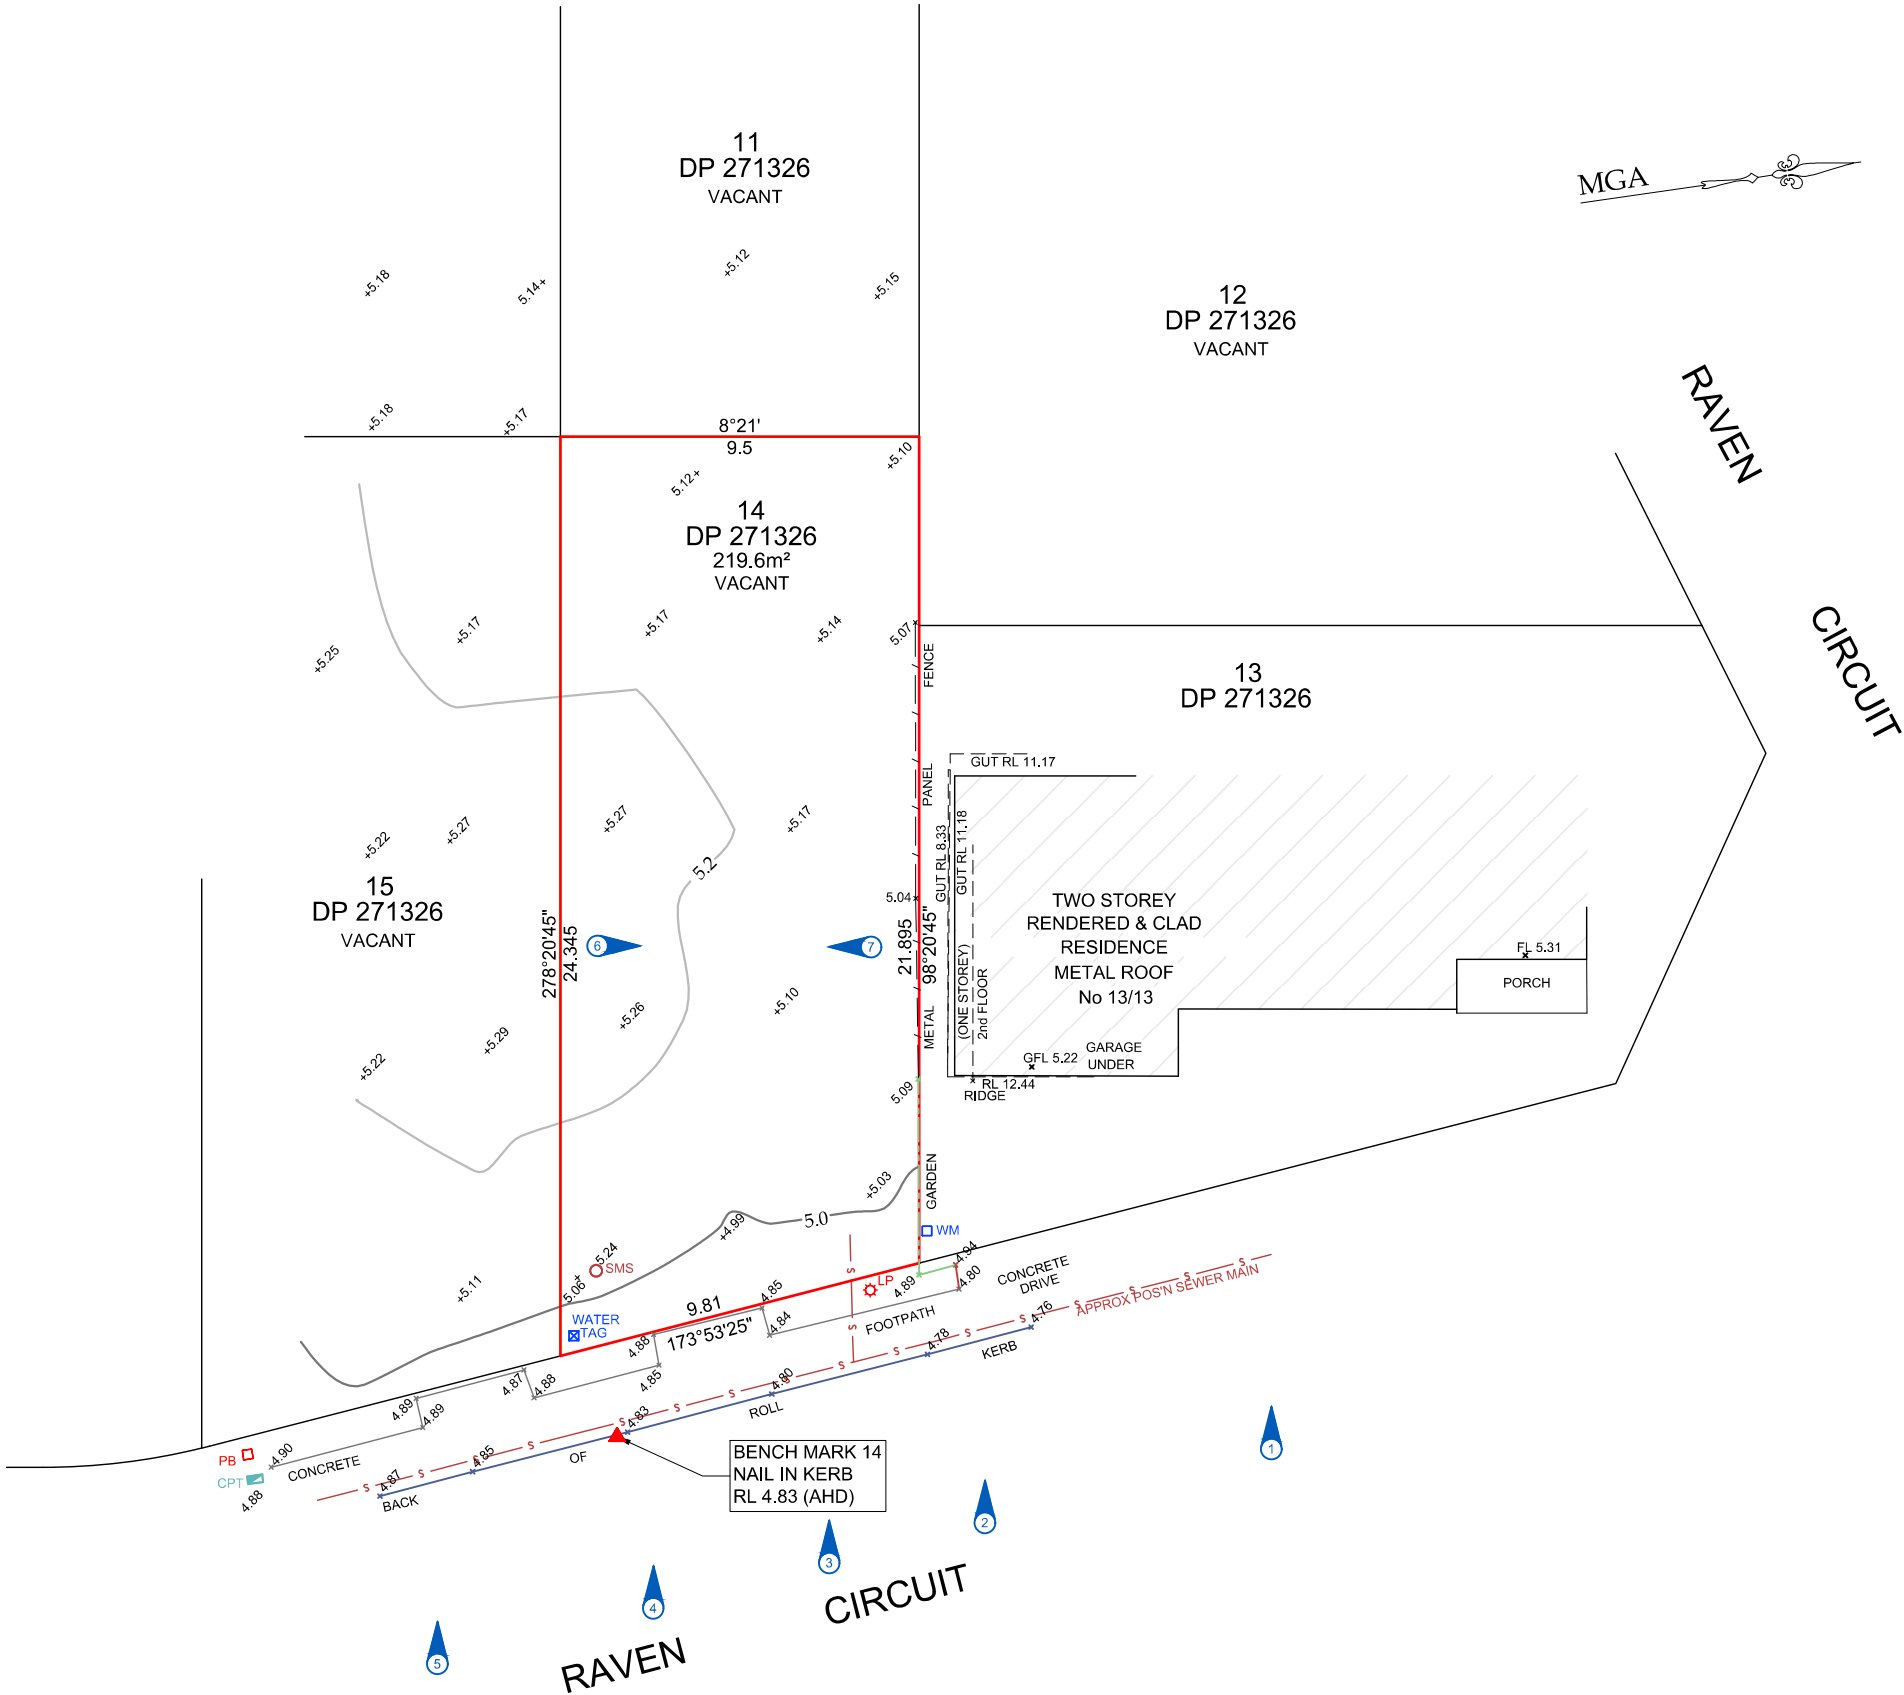 11
DP 271326
VACANT
MGA
+5.18
5.14+
+5.12
+5.15
12
DP 271326
VACANT
RAVEN
CIRCUIT
+5.18
+5.17
8°21'
9.5
+5.10
5.12+
14
DP 271326
219.6m²
VACANT
+5.25
+5.17
+5.17
+5.14
5.07+
FENCE
13
DP 271326
GUT RL 11.17
PANEL
GUT RL 8.33
GUT RL 11.18
+5.22
+5.27
+5.27
+5.17
5.2
15
DP 271326
VACANT
5.04
TWO STOREY
RENDERED & CLAD
RESIDENCE
METAL ROOF
No 13/13
(ONE STOREY)
2nd FLOOR
FL 5.31
PORCH
278°20'45"
24.345
6
7
21.895
98°20'45"
METAL
+5.22
+5.29
+5.26
+5.10
GFL 5.22
GARAGE
UNDER
RL 12.44
RIDGE
5.09
GARDEN
+5.03
5.0
+4.99
WM
5.24
SMS
5.06
+5.11
WATER
TAG
9.81
173°53'25"
4.85
4.84
4.88
4.85
LP
S
S
4.89
4.94
4.80
CONCRETE
DRIVE
FOOTPATH
APPROX POS'N SEWER MAIN
4.76
4.78
KERB
4.80
ROLL
4.83
OF
4.87
4.88
4.89
4.89
4.90
CONCRETE
PB
CPT
4.88
4.87
4.85
BACK
S
S
S
S
S
S
S
S
S
S
S
S
BENCH MARK 14
NAIL IN KERB
RL 4.83 (AHD)
1
2
3
4
5
RAVEN
CIRCUIT